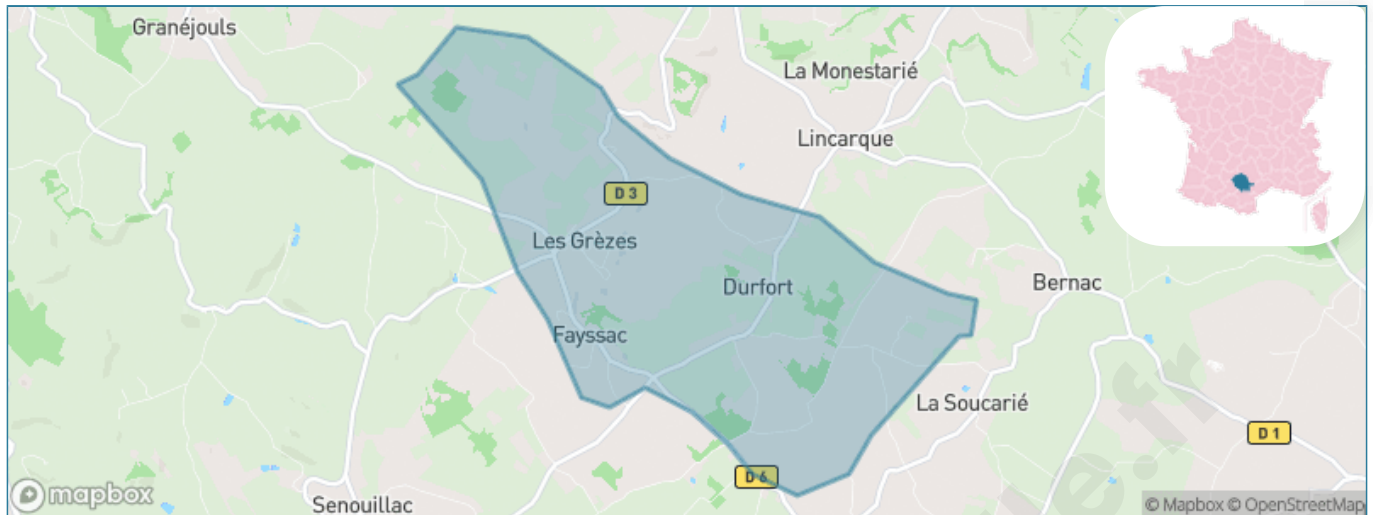 Granéjouls
La Monestarié
Lincarque
D 3
Les Grèzes
Durfort
Bernac
Fayssac
La Soucarié
D 1
D 6
Senouillac
mapbox
© Mapbox © OpenStreetMap